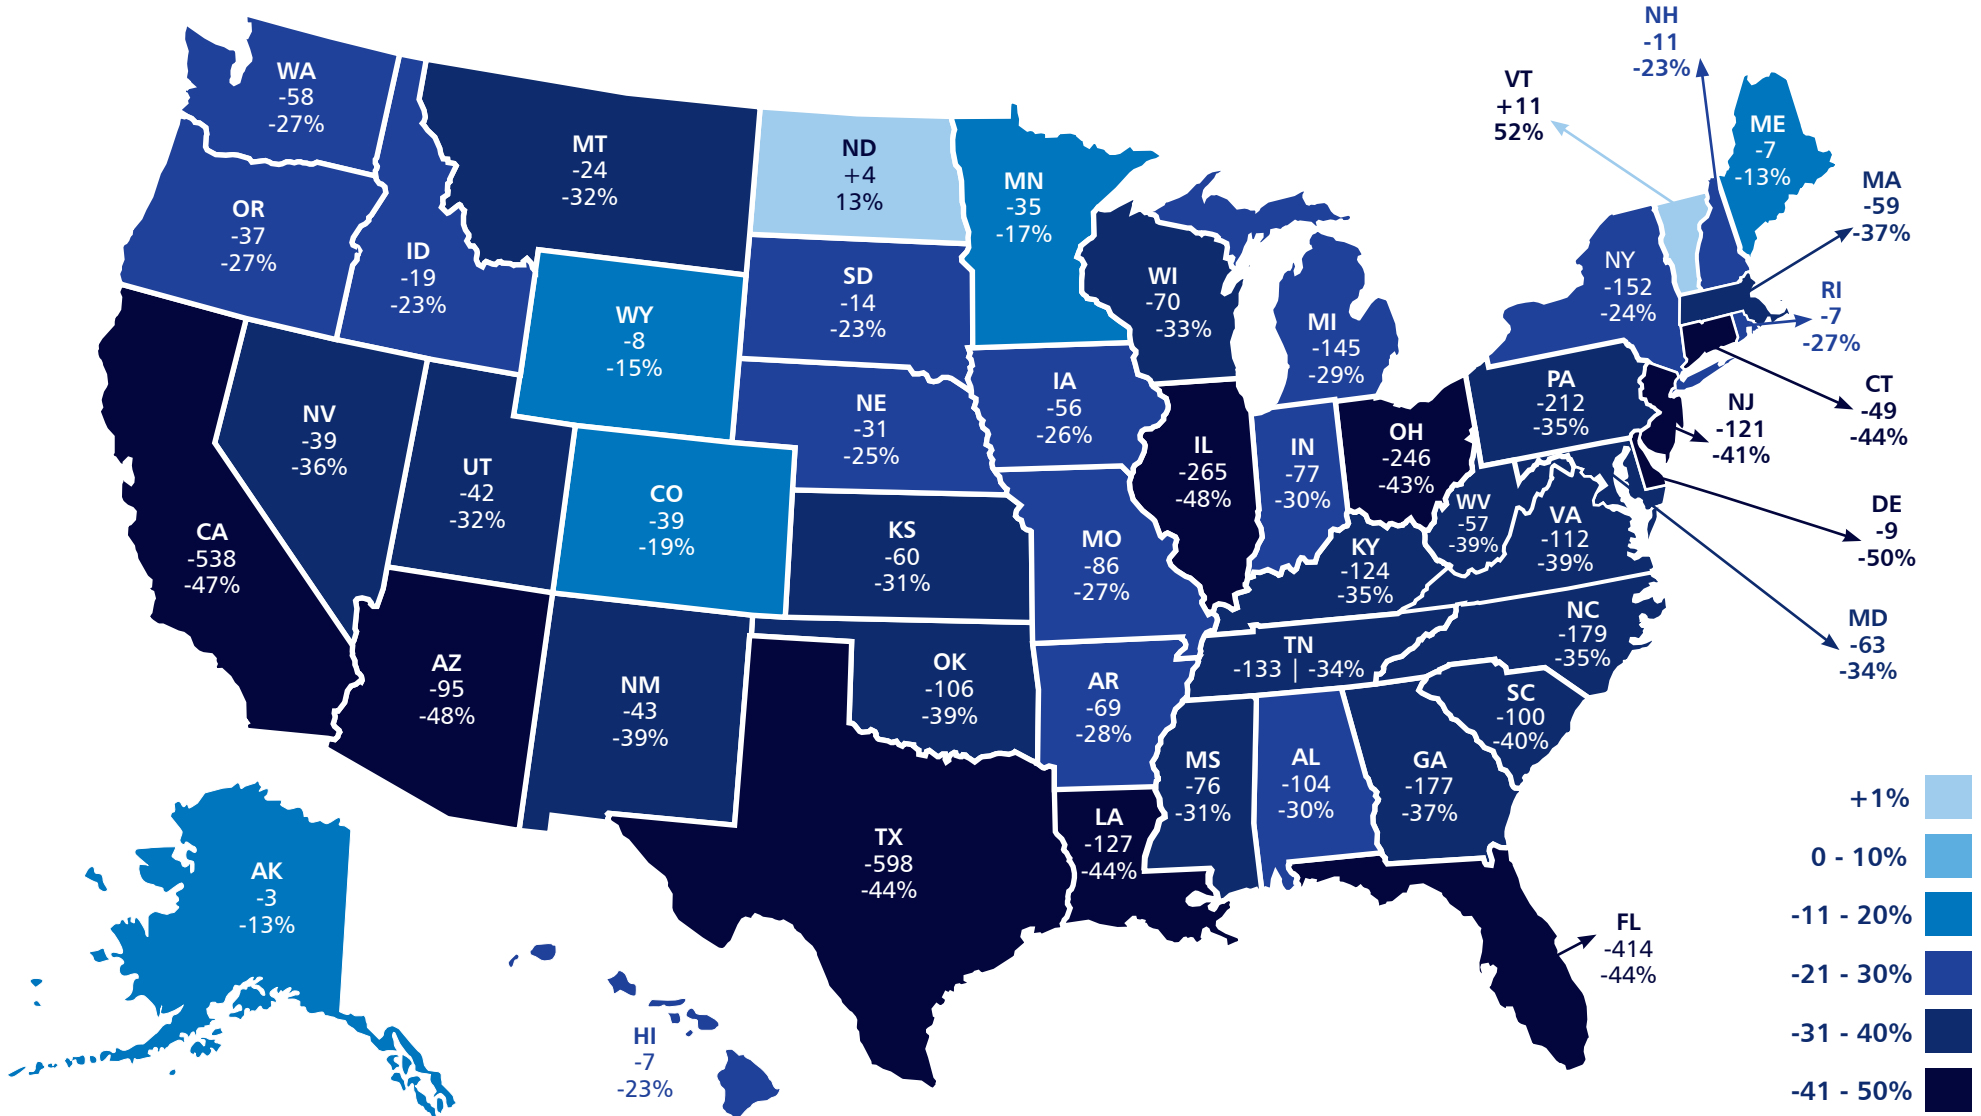 WA
-58
-27%
OR
-37
-27%
CA
-538
-47%
ID
-19
-23%
NV
-39
-36%
MT
-24
-32%
WY
-8
-15%
UT
-42
-32%
CO
-39
-19%
AZ
-95
-48%
NM
-43
-39%
ND
+4
13%
SD
-14
-23%
NE
-31
-25%
KS
-60
-31%
OK
-106
-39%
TX
-598
-44%
MN
-35
-17%
IA
-56
-26%
MO
-86
-27%
AR
-69
-28%
LA
-127
-44%
WI
-70
-33%
IL
-265
-48%
MI
-145
-29%
IN
-77
-30%
OH
-246
-43%
KY
-124
-35%
TN
-133 | -34%
MS
-76
-31%
AL
-104
-30%
GA
-177
-37%
FL
-414
-44%
SC
-100
-40%
NC
-179
-35%
VA
-112
-39%
WV
-57
-39%
PA
-212
-35%
NY
-152
-24%
VT
+11
52%
NH
-11
-23%
ME
-7
-13%
MA
-59
-37%
RI
-7
-27%
CT
-49
-44%
NJ
-121
-41%
DE
-9
-50%
MD
-63
-34%
AK
-3
-13%
HI
-7
-23%
+1%
0 - 10%
-11 - 20%
-21 - 30%
-31 - 40%
-41 - 50%